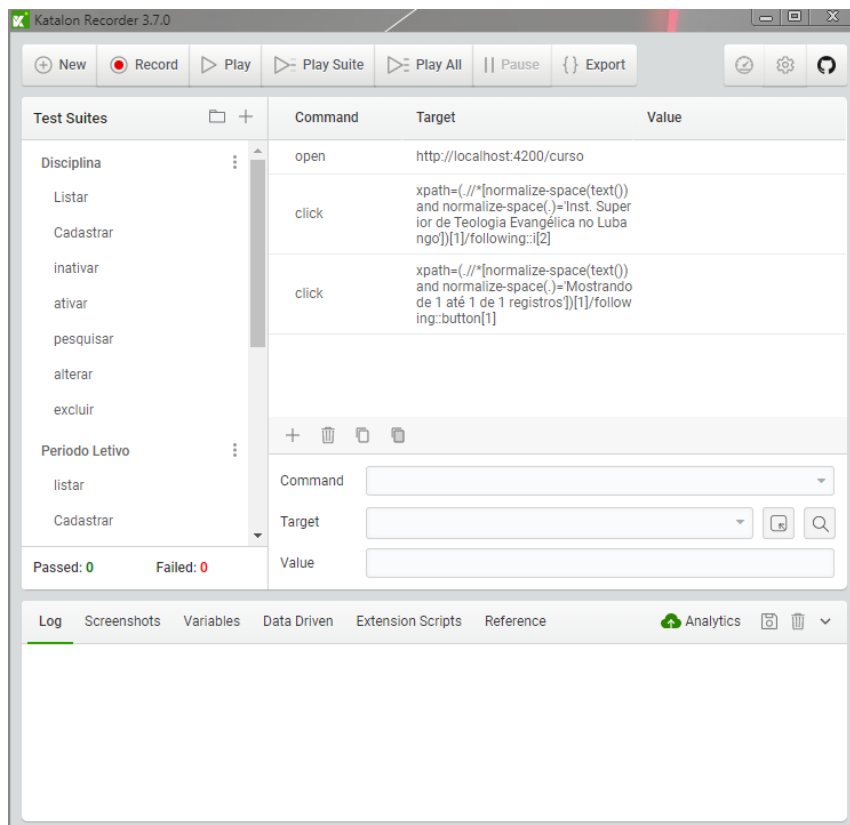 Katalon Recorder 3.7.0
New Record Play Play Suite Play All Pause Export
Test Suites
Command Target Value
Disciplina
Listar
Cadastrar
inativar
ativar
pesquisar
alterar
excluir
Periodo Letivo
listar
Cadastrar
Passed: 0 Failed: 0
open http://localhost:4200/curso
click
xpath=(.//*[normalize-space(text())
and normalize-space(.)='Inst. Super
ior de Teologia Evangélica no Luba
ngo'])[1]/following::i[2]
click
xpath=(.//*[normalize-space(text())
and normalize-space(.)='Mostrando
de 1 até 1 de 1 registros'])[1]/follow
ing::button[1]
Command
Target
Value
Log Screenshots Variables Data Driven Extension Scripts Reference Analytics